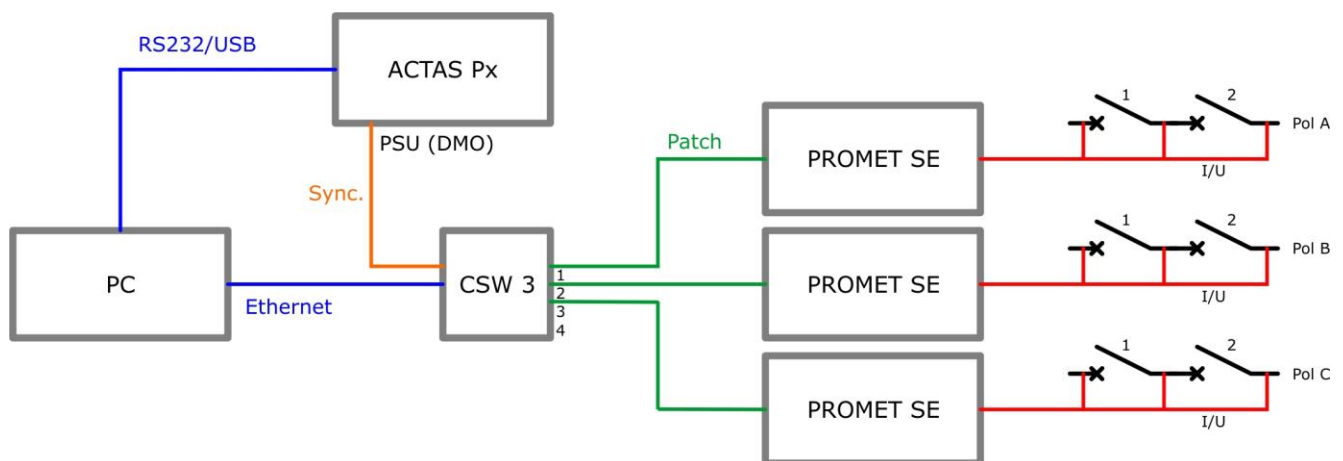 RS232/USB
ACTAS Px
PSU (DMO)
Sync.
PC
Ethernet
CSW 3
1
2
3
4
Patch
PROMET SE
1
2
Pol A
I/U
PROMET SE
1
2
Pol B
I/U
PROMET SE
1
2
Pol C
I/U